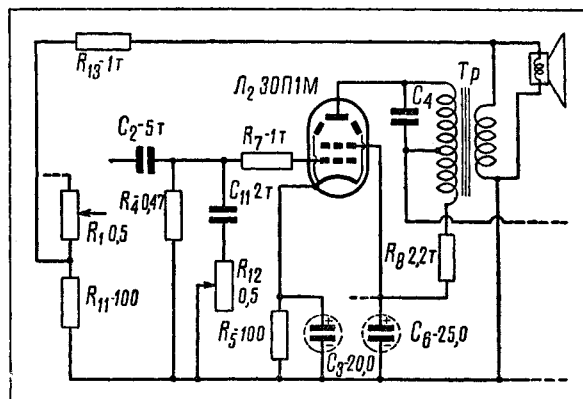 R13-1т
Л2 30П1М
C4
Тр
C2-5т
R7-1т
R4-0,47
C11 2т
R1 0,5
R12
0,5
R8 2,2т
R11-100
R5-100
C3-20,0
C6-25,0